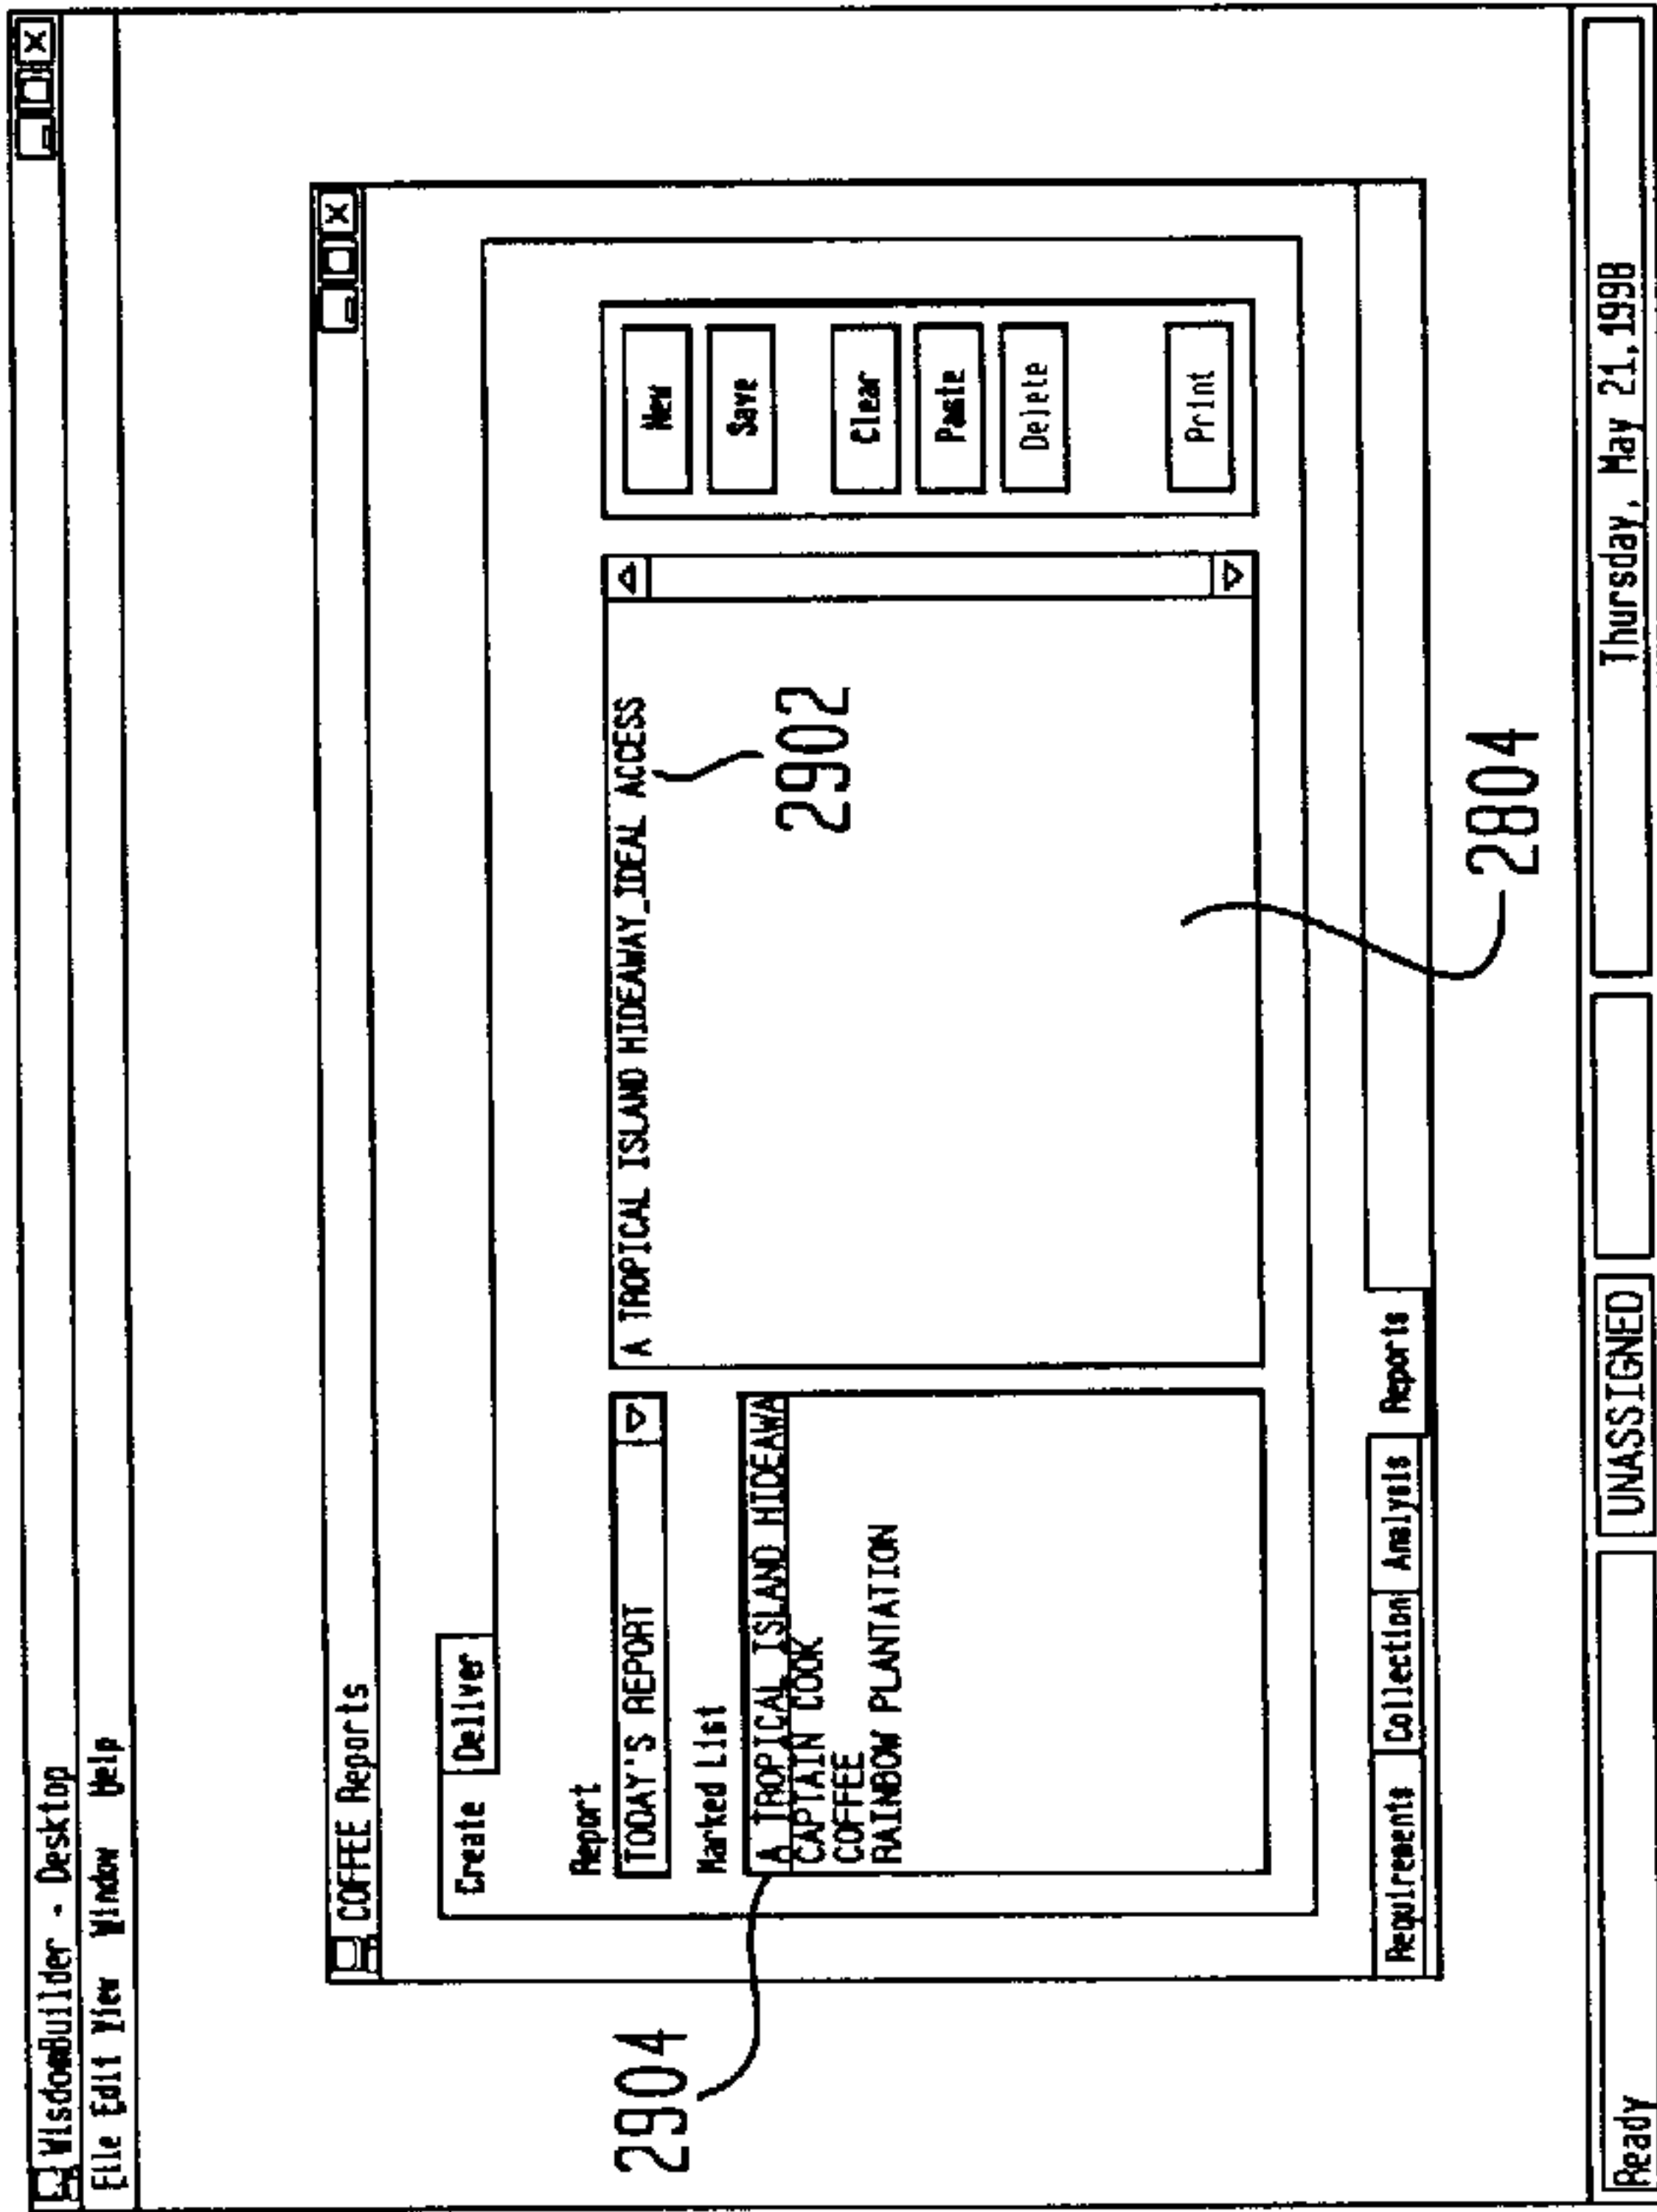 WisdomBuilder - Desktop
File Edit View Window Help
COFFEE Reports
Create Deliver
Report
TODAY'S REPORT
Marked List
A TROPICAL ISLAND HIDEAWA
CAPTAIN COOK
COFFEE
RAINBOW PLANTATION
2904
A TROPICAL ISLAND HIDEAWAY_IDEAL ACCESS
2902
New
Save
Clear
Paste
Delete
Print
Requirements Collection Analysis Reports
2804
Ready UNASSIGNED Thursday, May 21,1998